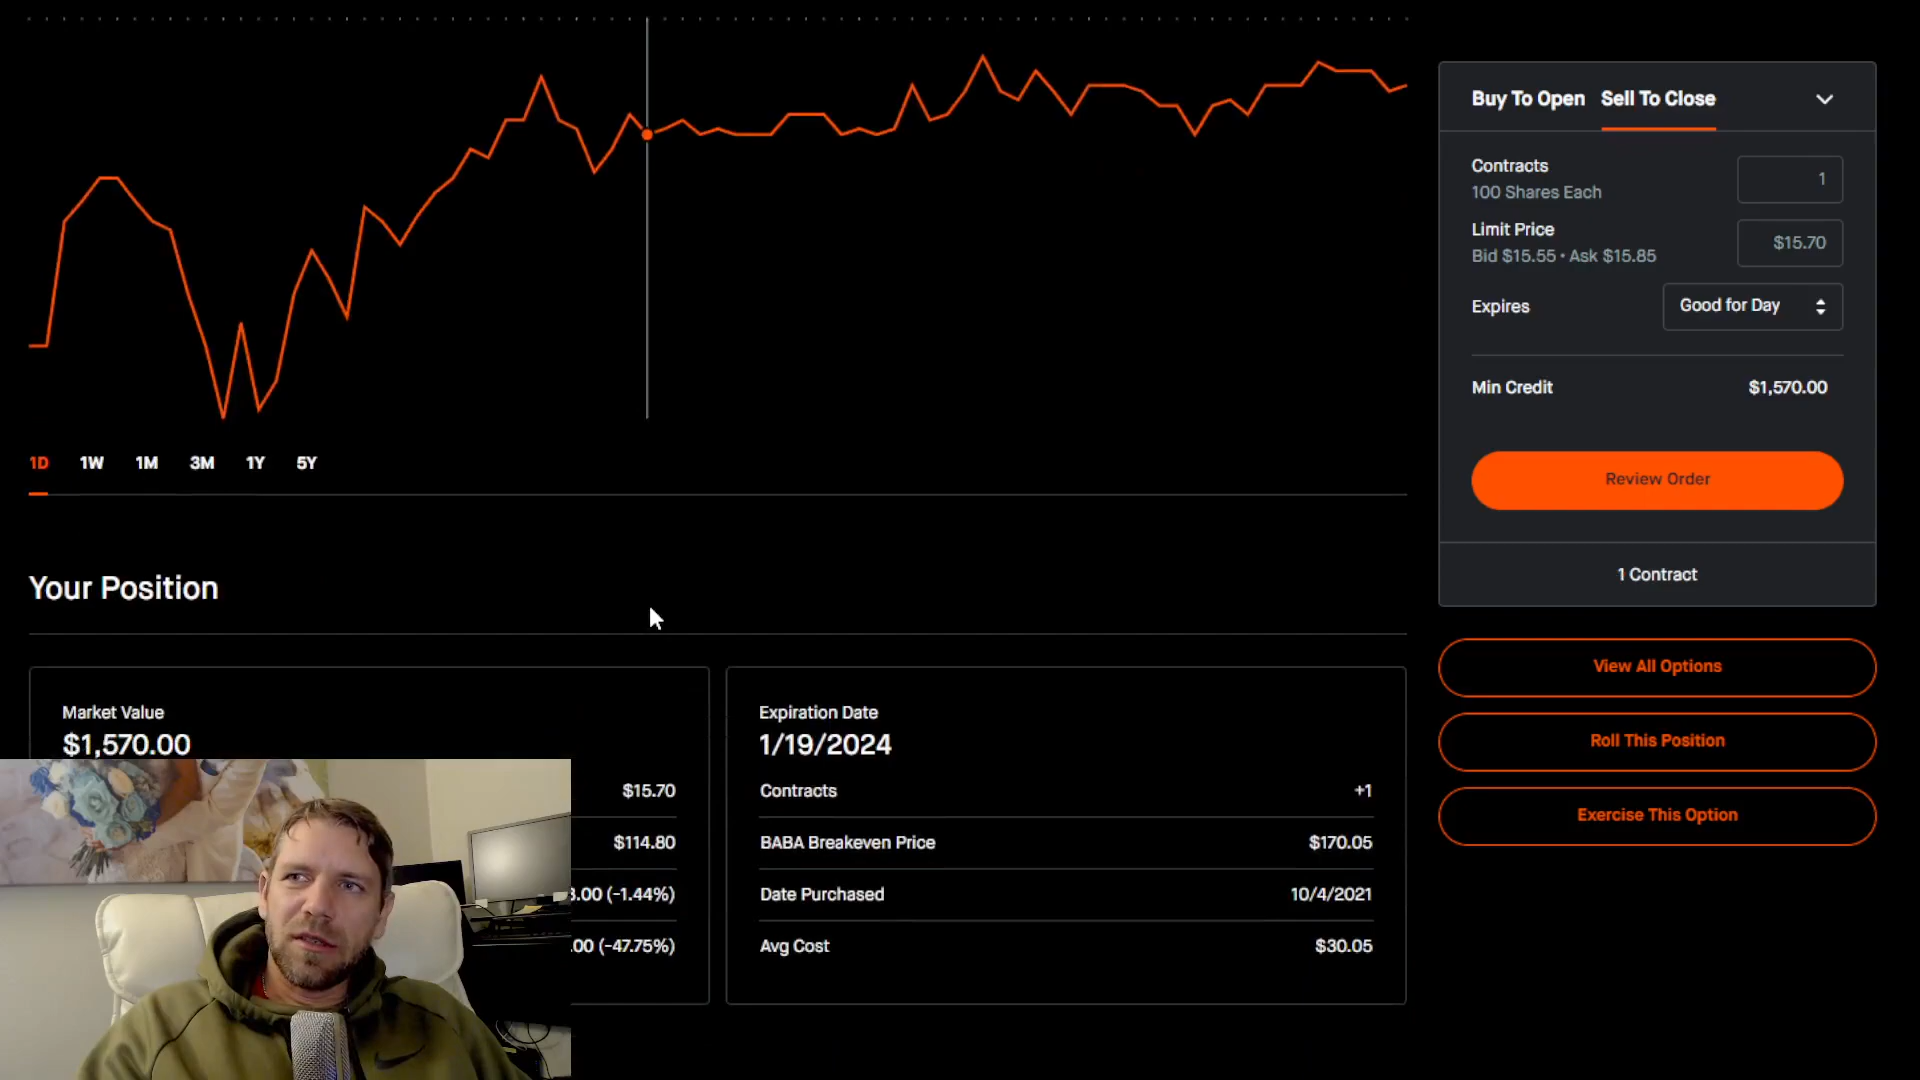 Buy To Open Sell To Close
Contracts
100 Shares Each
1
Limit Price
Bid $15.55 • Ask $15.85
$15.70
Expires
Good for Day
Min Credit
$1,570.00
Review Order
1 Contract
View All Options
Roll This Position
Exercise This Option
1D 1W 1M 3M 1Y 5Y
Your Position
Market Value
$1,570.00
$15.70
$114.80
.00 (-1.44%)
.00 (-47.75%)
Expiration Date
1/19/2024
Contracts +1
BABA Breakeven Price $170.05
Date Purchased 10/4/2021
Avg Cost $30.05